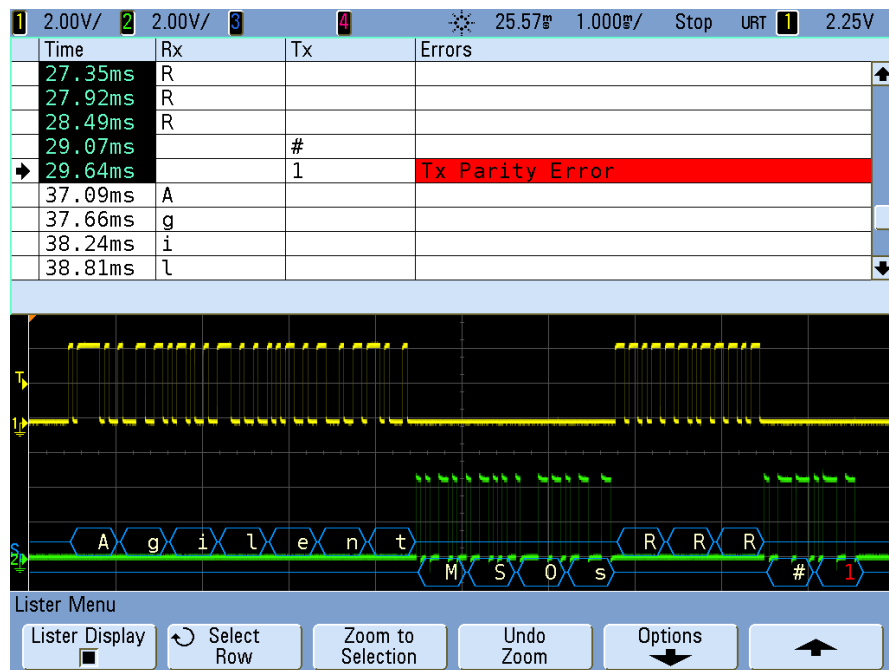 1 2.00V/ 2 2.00V/ 3 4 25.57m 1.000m/ Stop URT 1 2.25V
Time Rx Tx Errors
27.35ms R
27.92ms R
28.49ms R
29.07ms #
29.64ms 1 Tx Parity Error
37.09ms A
37.66ms g
38.24ms i
38.81ms l
T
1
A g i l e n t R R R
S
2
M S O s # 1
Lister Menu
Lister Display Select Row Zoom to Selection Undo Zoom Options